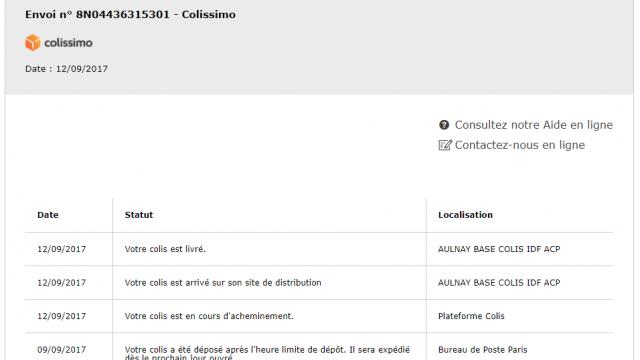 Envoi n° 8N04436315301 - Colissimo
colissimo
Date : 12/09/2017
Consultez notre Aide en ligne
Contactez-nous en ligne
Date Statut Localisation
12/09/2017 Votre colis est livré. AULNAY BASE COLIS IDF ACP
12/09/2017 Votre colis est arrivé sur son site de distribution AULNAY BASE COLIS IDF ACP
12/09/2017 Votre colis est en cours d'acheminement. Plateforme Colis
09/09/2017 Votre colis a été déposé après l'heure limite de dépôt. Il sera expédié Bureau de Poste Paris
dès le prochain jour ouvré